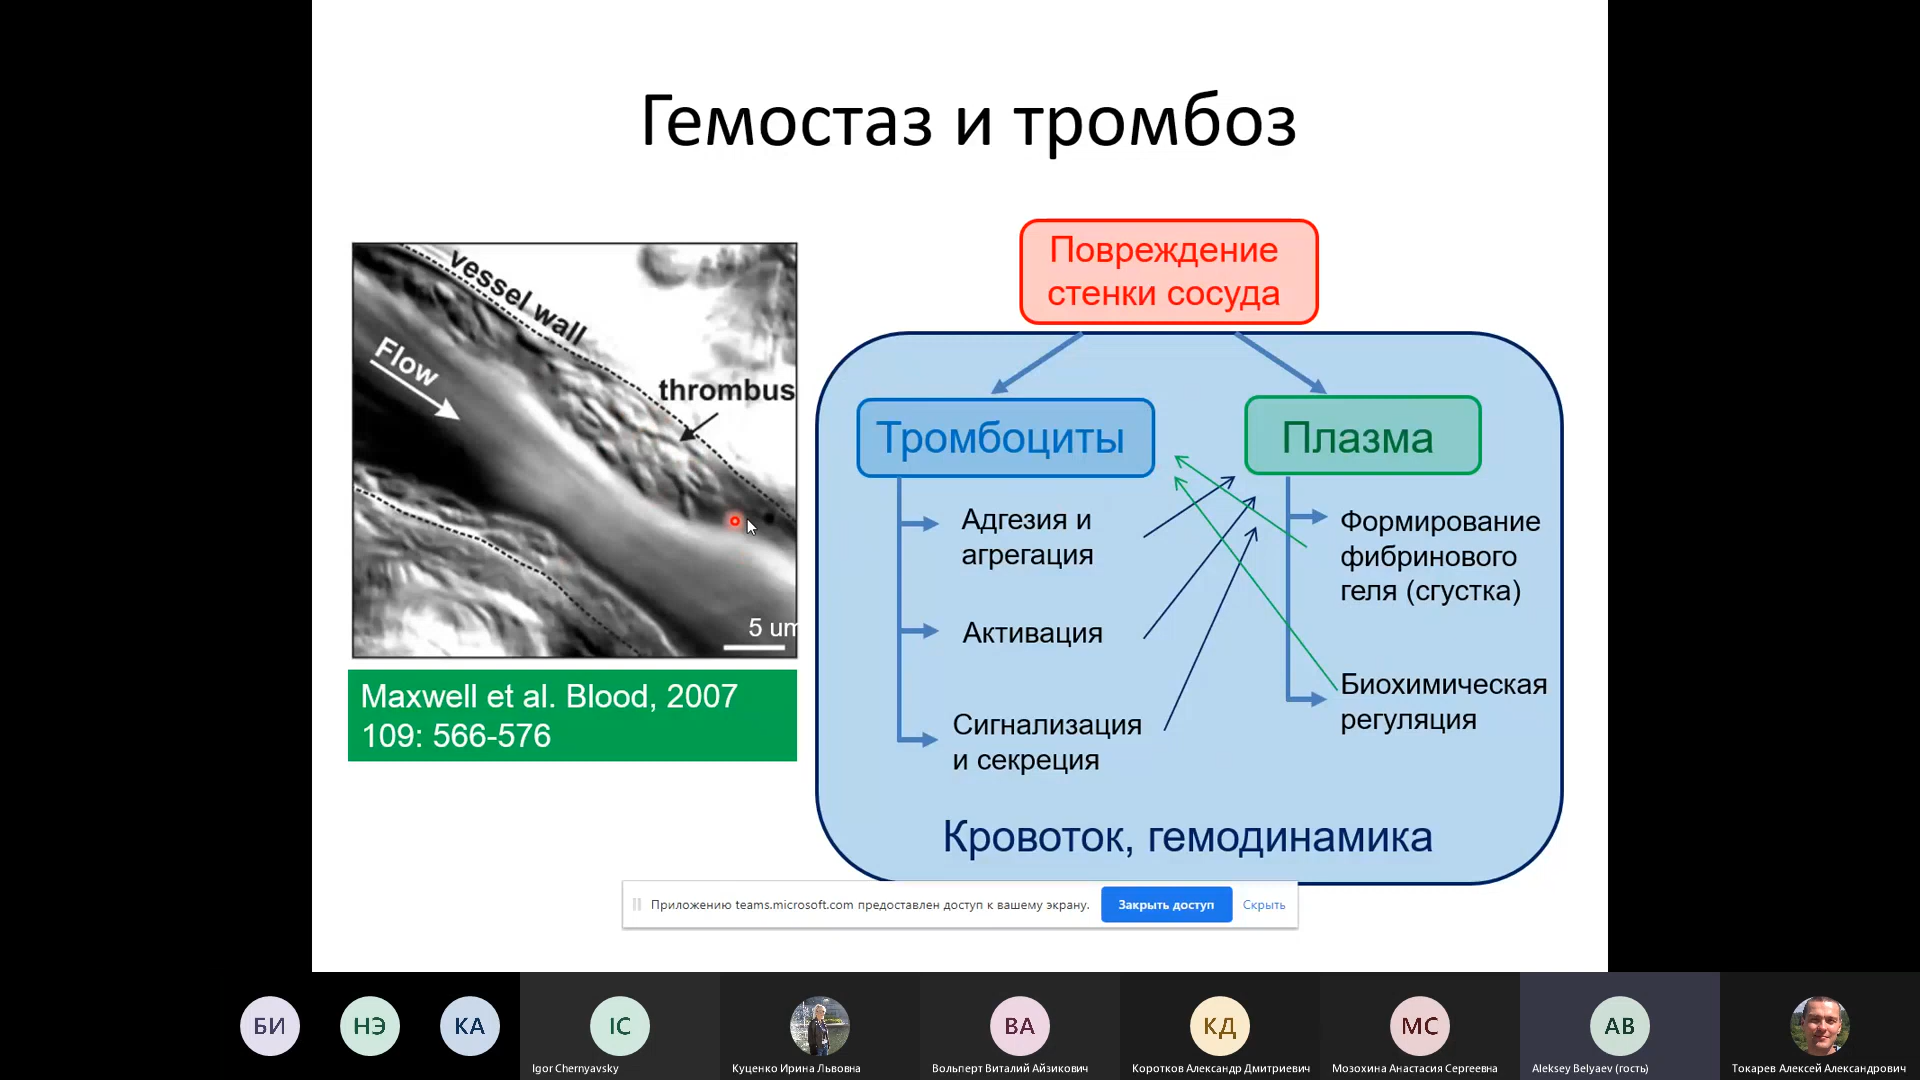 Гемостаз и тромбоз
Повреждение
стенки сосуда
vessel wall
Flow
thrombus
5 um
Maxwell et al. Blood, 2007
109: 566-576
Тромбоциты
Плазма
Адгезия и
агрегация
Активация
Сигнализация
и секреция
Формирование
фибринового
геля (сгустка)
Биохимическая
регуляция
Кровоток, гемодинамика
Приложению teams.microsoft.com предоставлен доступ к вашему экрану.
Закрыть доступ
Скрыть
БИ
НЭ
КА
IC
ВА
КД
МС
AB
Igor Chernyavsky
Куценко Ирина Львовна
Вольперт Виталий Айзикович
Коротков Александр Дмитриевич
Мозохина Анастасия Сергеевна
Aleksey Belyaev (гость)
Токарев Алексей Александрович